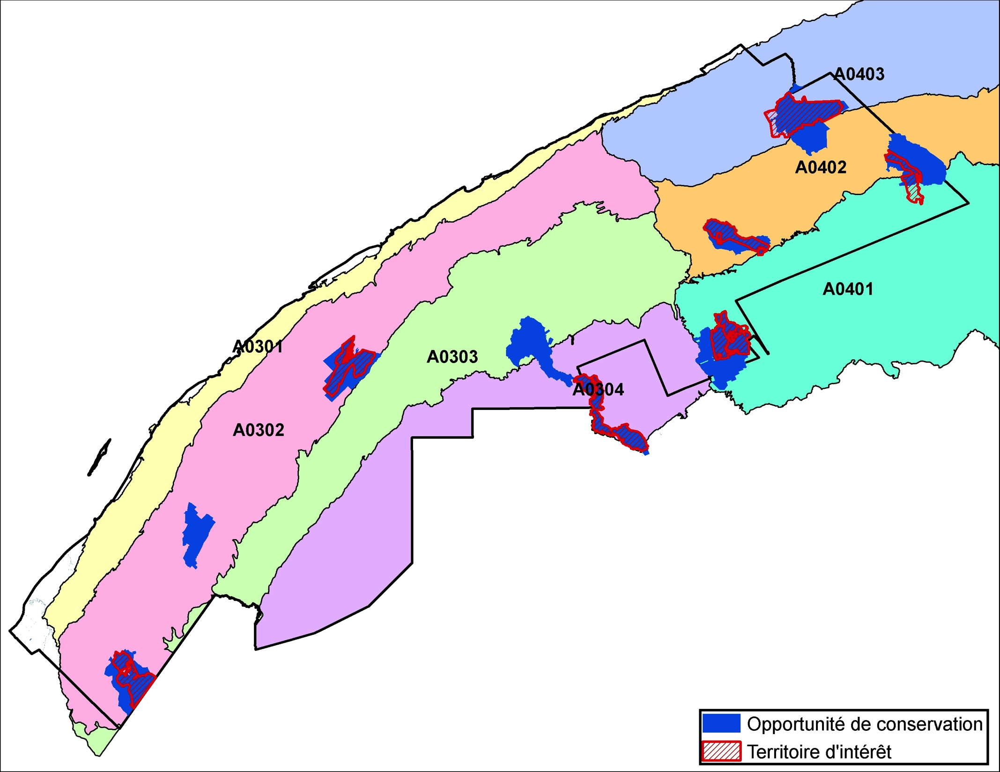 A0403
A0402
A0401
A0301
A0303
A0304
A0302
Opportunité de conservation
Territoire d'intérêt